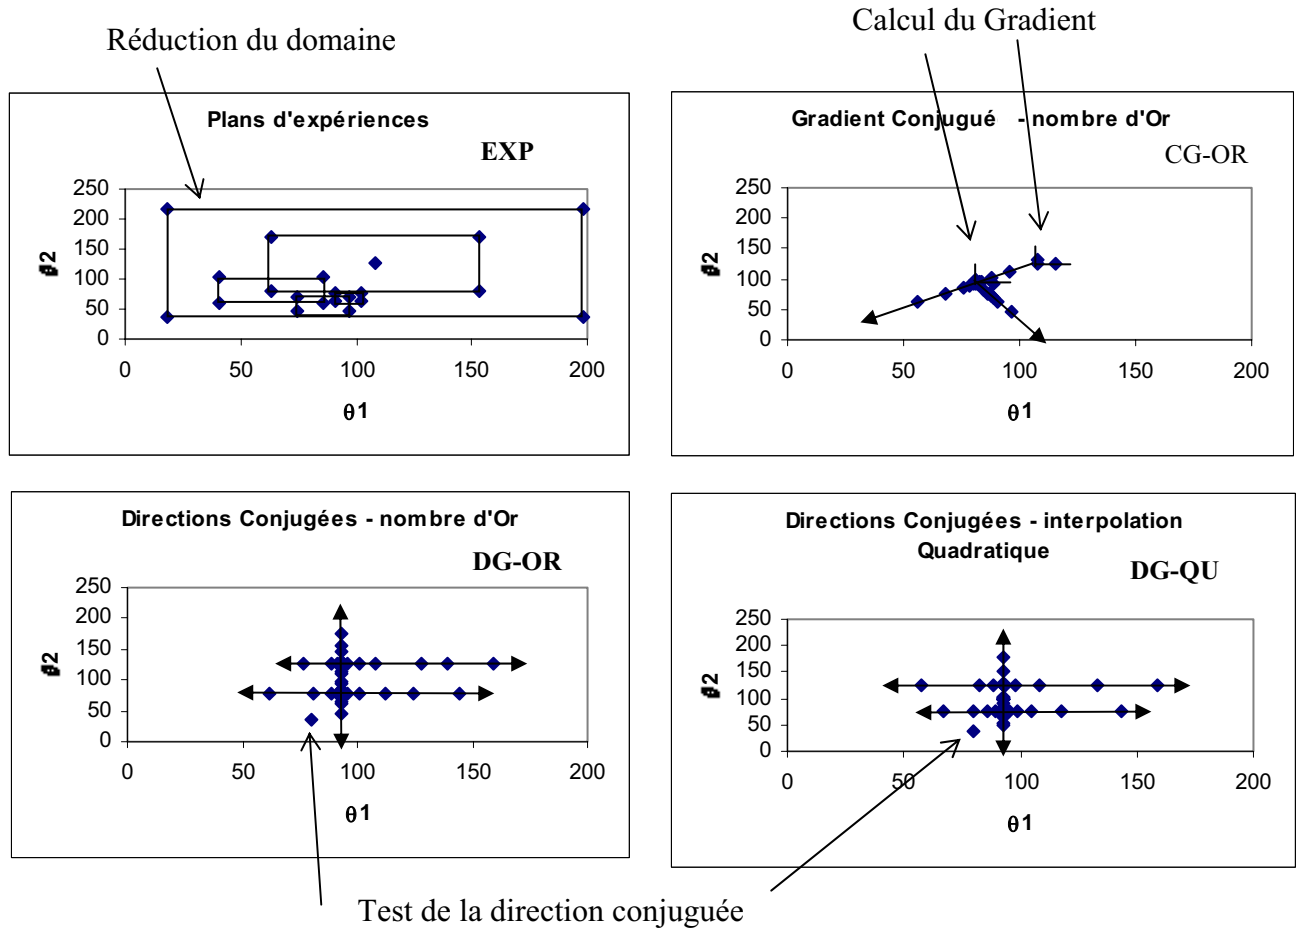 Réduction du domaine
Calcul du Gradient
Plans d'expériences
EXP
250
200
150
100
50
0
0 50 100 150 200
θ2
θ1
Gradient Conjugué - nombre d'Or
CG-OR
250
200
150
100
50
0
0 50 100 150 200
θ2
θ1
Directions Conjugées - nombre d'Or
DG-OR
250
200
150
100
50
0
0 50 100 150 200
θ2
θ1
Directions Conjugées - interpolation
Quadratique
DG-QU
250
200
150
100
50
0
0 50 100 150 200
θ2
θ1
Test de la direction conjuguée